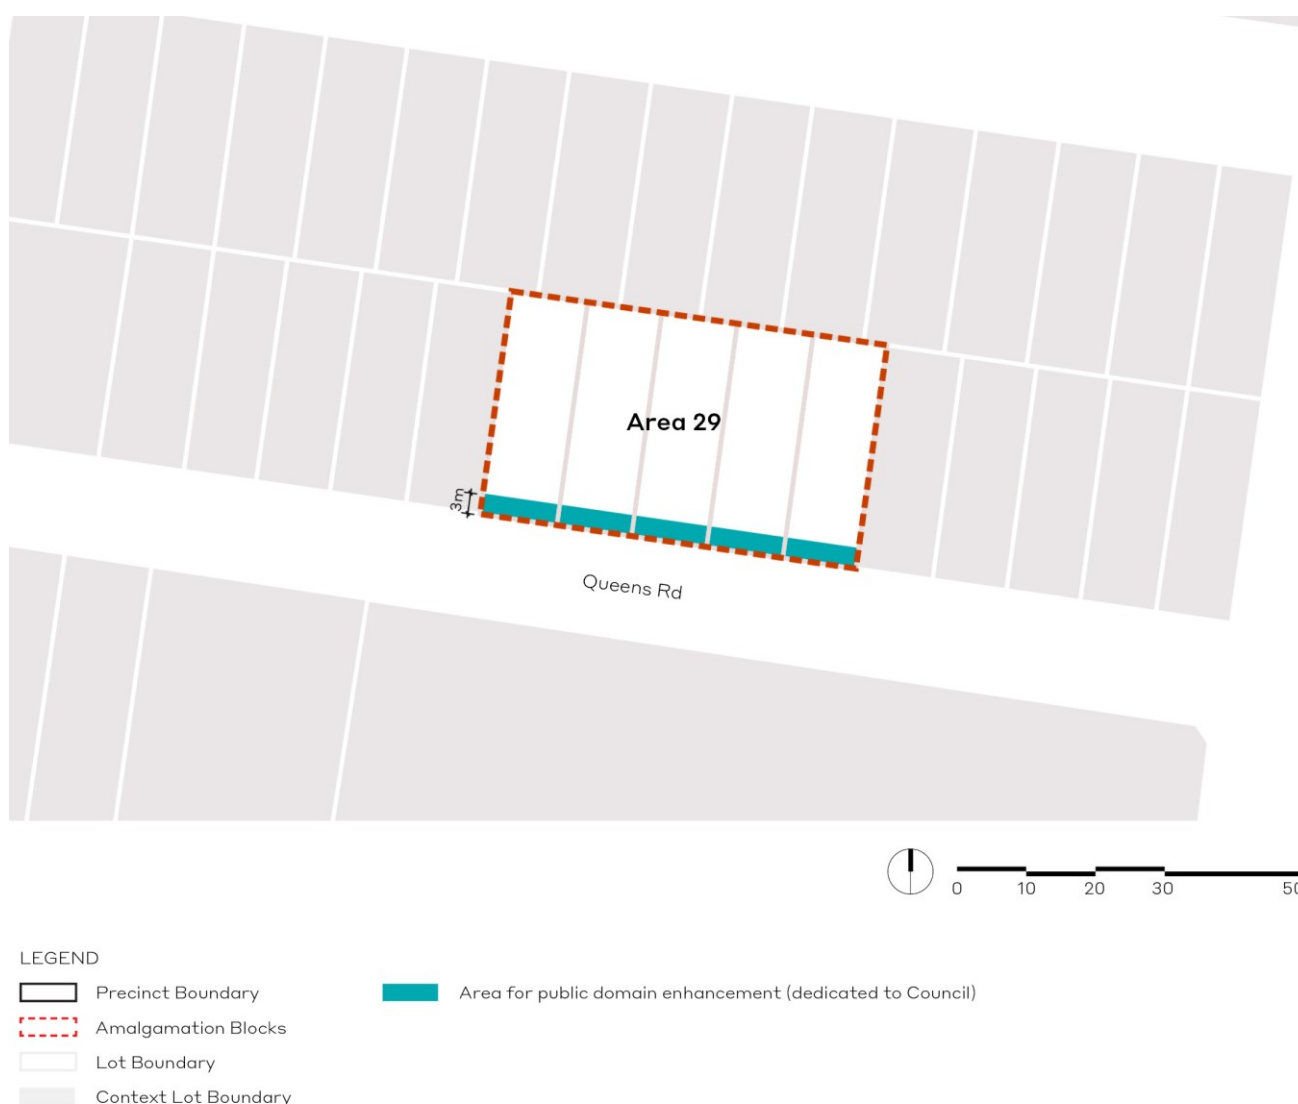 Area 29
3m
Queens Rd
0 10 20 30 50
LEGEND
Precinct Boundary
Area for public domain enhancement (dedicated to Council)
Amalgamation Blocks
Lot Boundary
Context Lot Boundary